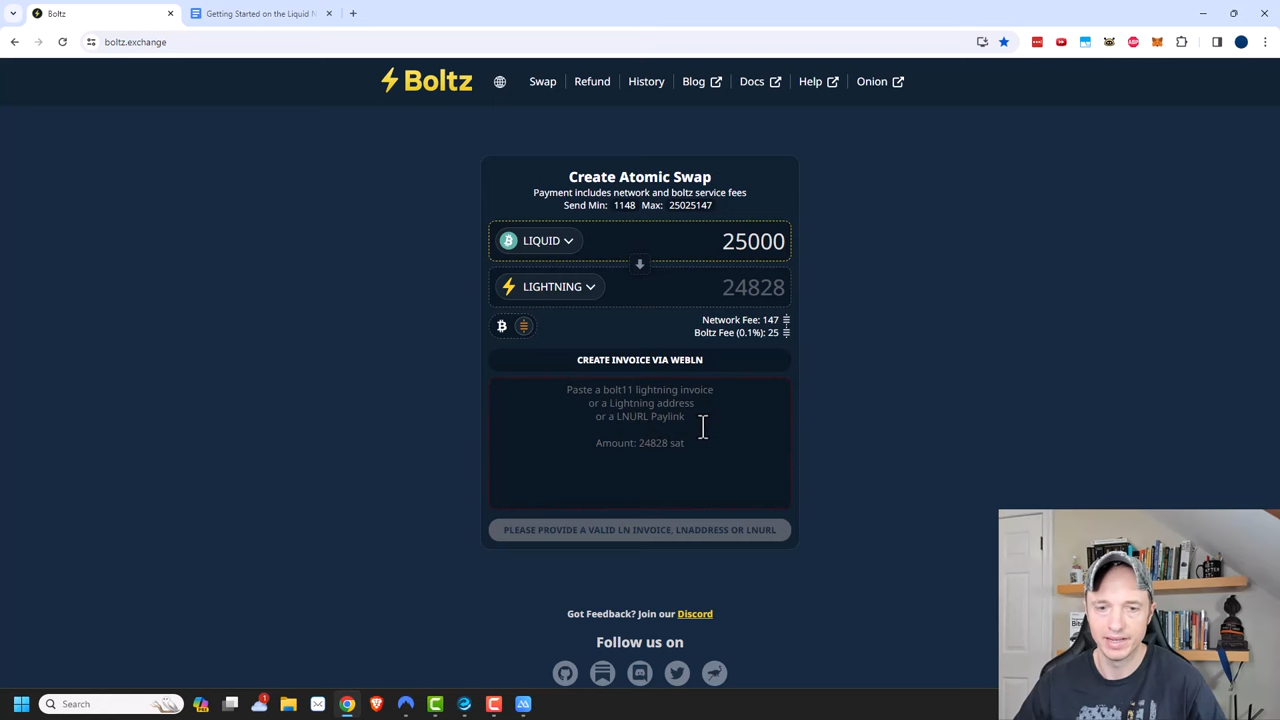 Boltz
Getting Started on the Liquid N
boltz.exchange
ABP
Boltz
Swap
Refund
History
Blog
Docs
Help
Onion
Create Atomic Swap
Payment includes network and boltz service fees
Send Min: 1148 Max: 25025147
LIQUID
25000
LIGHTNING
24828
Network Fee: 147
Boltz Fee (0.1%): 25
CREATE INVOICE VIA WEBLN
Paste a bolt11 lightning invoice
or a Lightning address
or a LNURL Paylink
Amount: 24828 sat
PLEASE PROVIDE A VALID LN INVOICE, LNADDRESS OR LNURL
Got Feedback? Join our Discord
Follow us on
Search
1